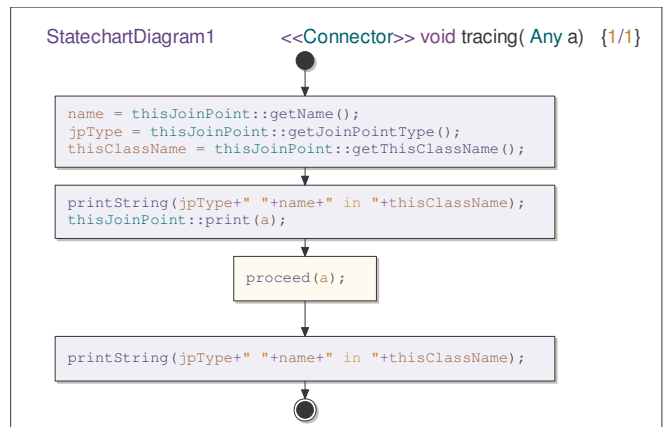 StatechartDiagram1 <<Connector>> void tracing( Any a) {1/1}
name = thisJoinPoint::getName();
jpType = thisJoinPoint::getJoinPointType();
thisClassName = thisJoinPoint::getThisClassName();
printString(jpType+" "+name+" in "+thisClassName);
thisJoinPoint::print(a);
proceed(a);
printString(jpType+" "+name+" in "+thisClassName);